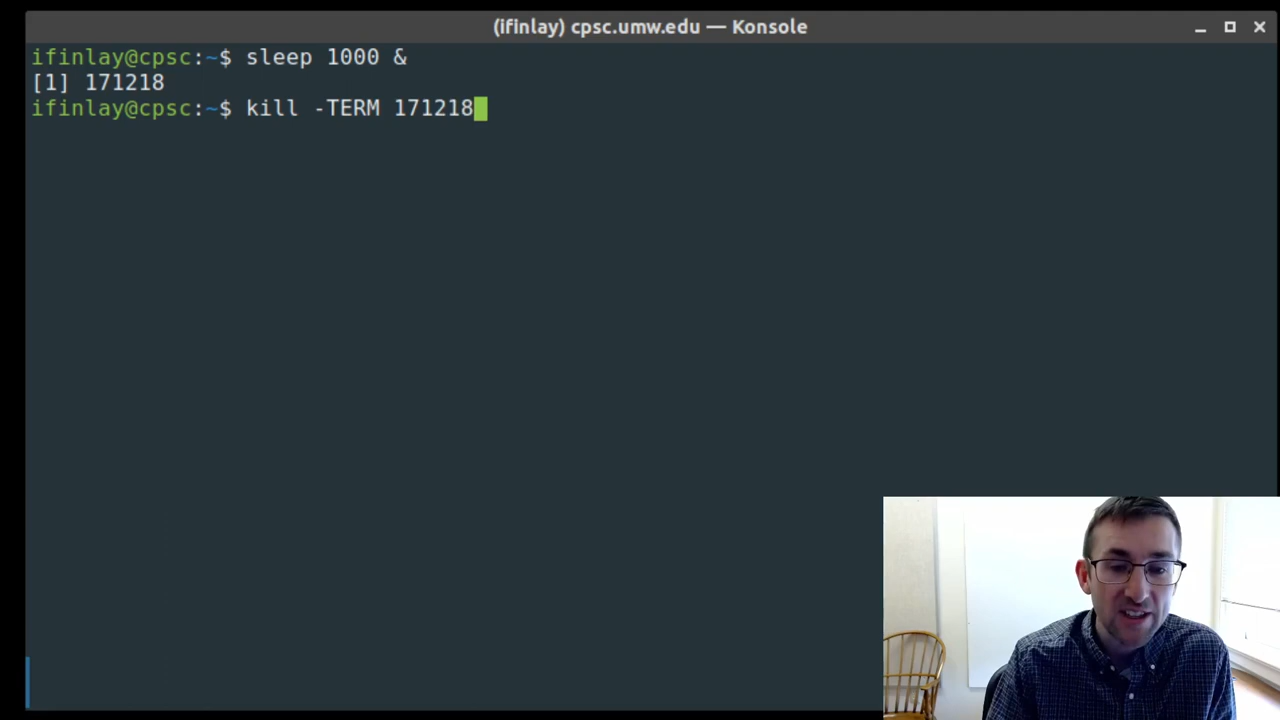 (ifinlay) cpsc.umw.edu — Konsole
ifinlay@cpsc:~$ sleep 1000 &
[1] 171218
ifinlay@cpsc:~$ kill -TERM 171218